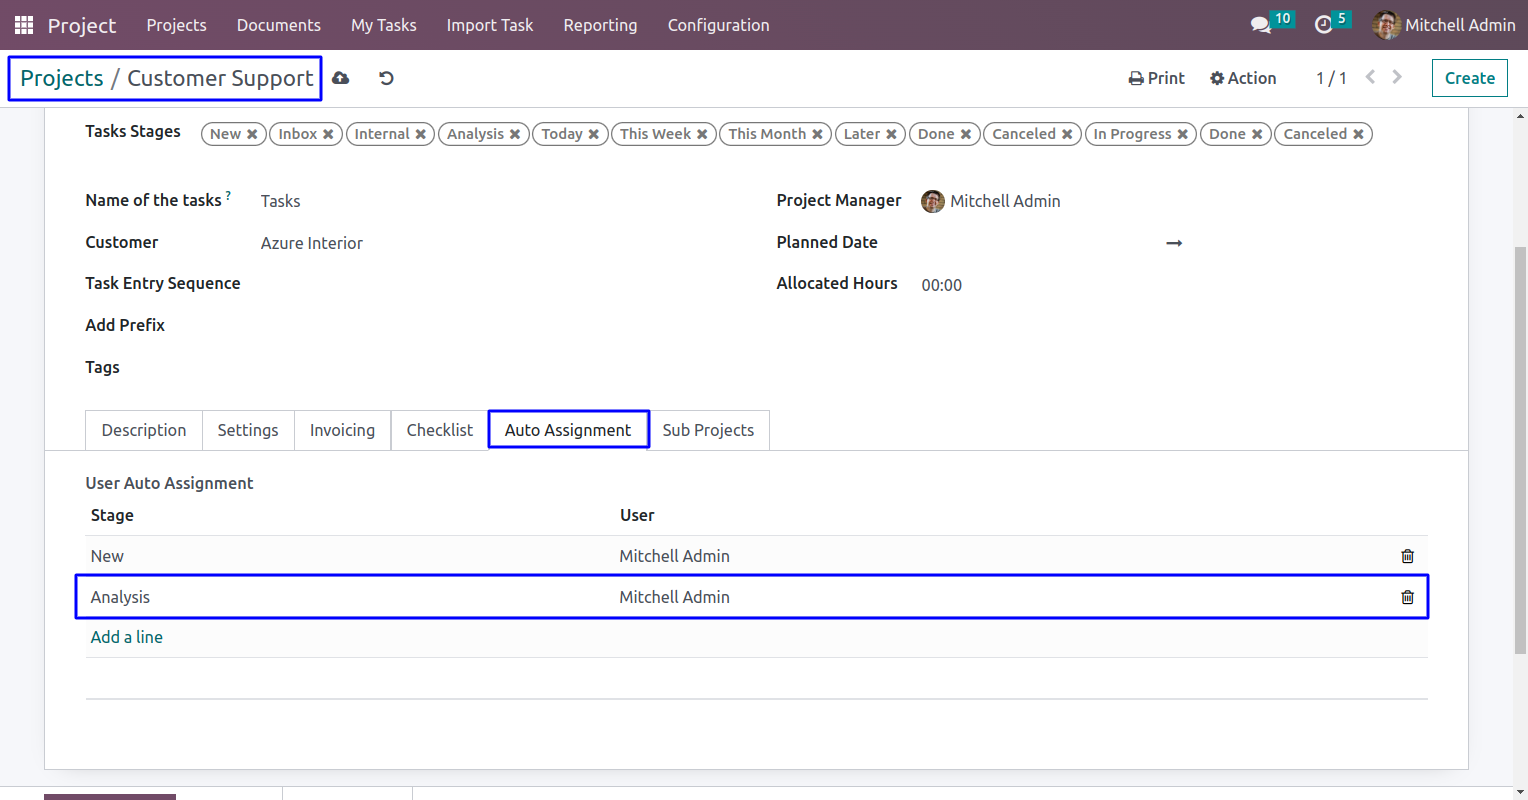 Project Projects Documents My Tasks Import Task Reporting Configuration 10 5 Mitchell Admin
Projects / Customer Support Print Action 1 / 1 Create
Tasks Stages New Inbox Internal Analysis Today This Week This Month Later Done Canceled In Progress Done Canceled
Name of the tasks ? Tasks Project Manager Mitchell Admin
Customer Azure Interior Planned Date
Task Entry Sequence Allocated Hours 00:00
Add Prefix
Tags
Description Settings Invoicing Checklist Auto Assignment Sub Projects
User Auto Assignment
Stage User
New Mitchell Admin
Analysis Mitchell Admin
Add a line